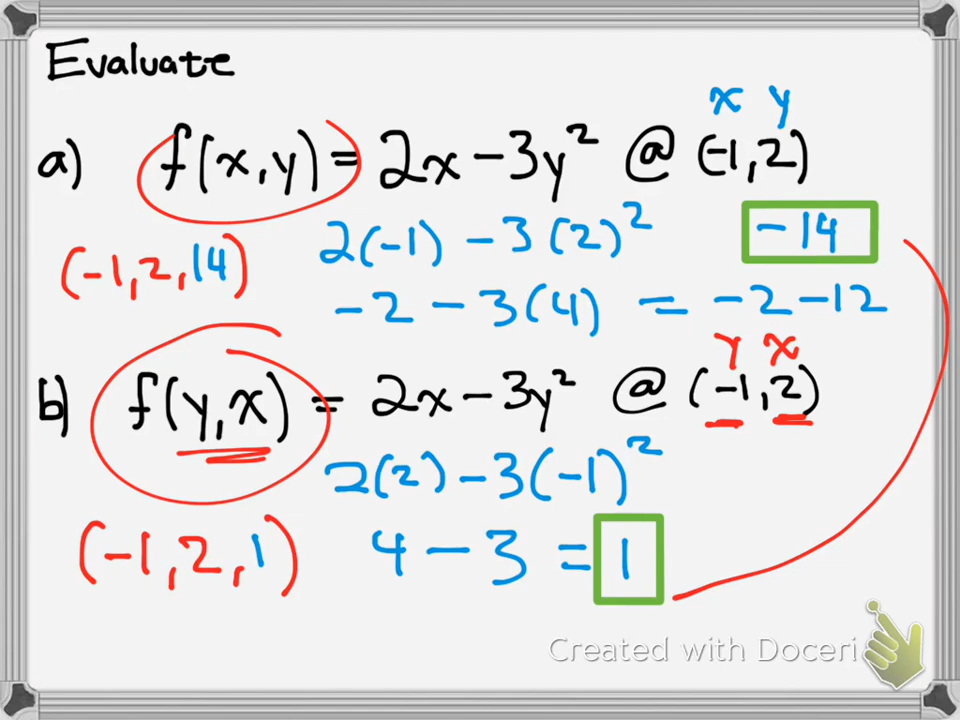 Evaluate
x y
a) f(x,y) = 2x - 3y² @ (-1,2)
2(-1) - 3(2)² -14
(-1,2,14)
-2 - 3(4) = -2 -12
y x
b) f(y,x) = 2x - 3y² @ (-1,2)
2(2) - 3(-1)²
(-1,2,1) 4 - 3 = 1
Created with Doceri